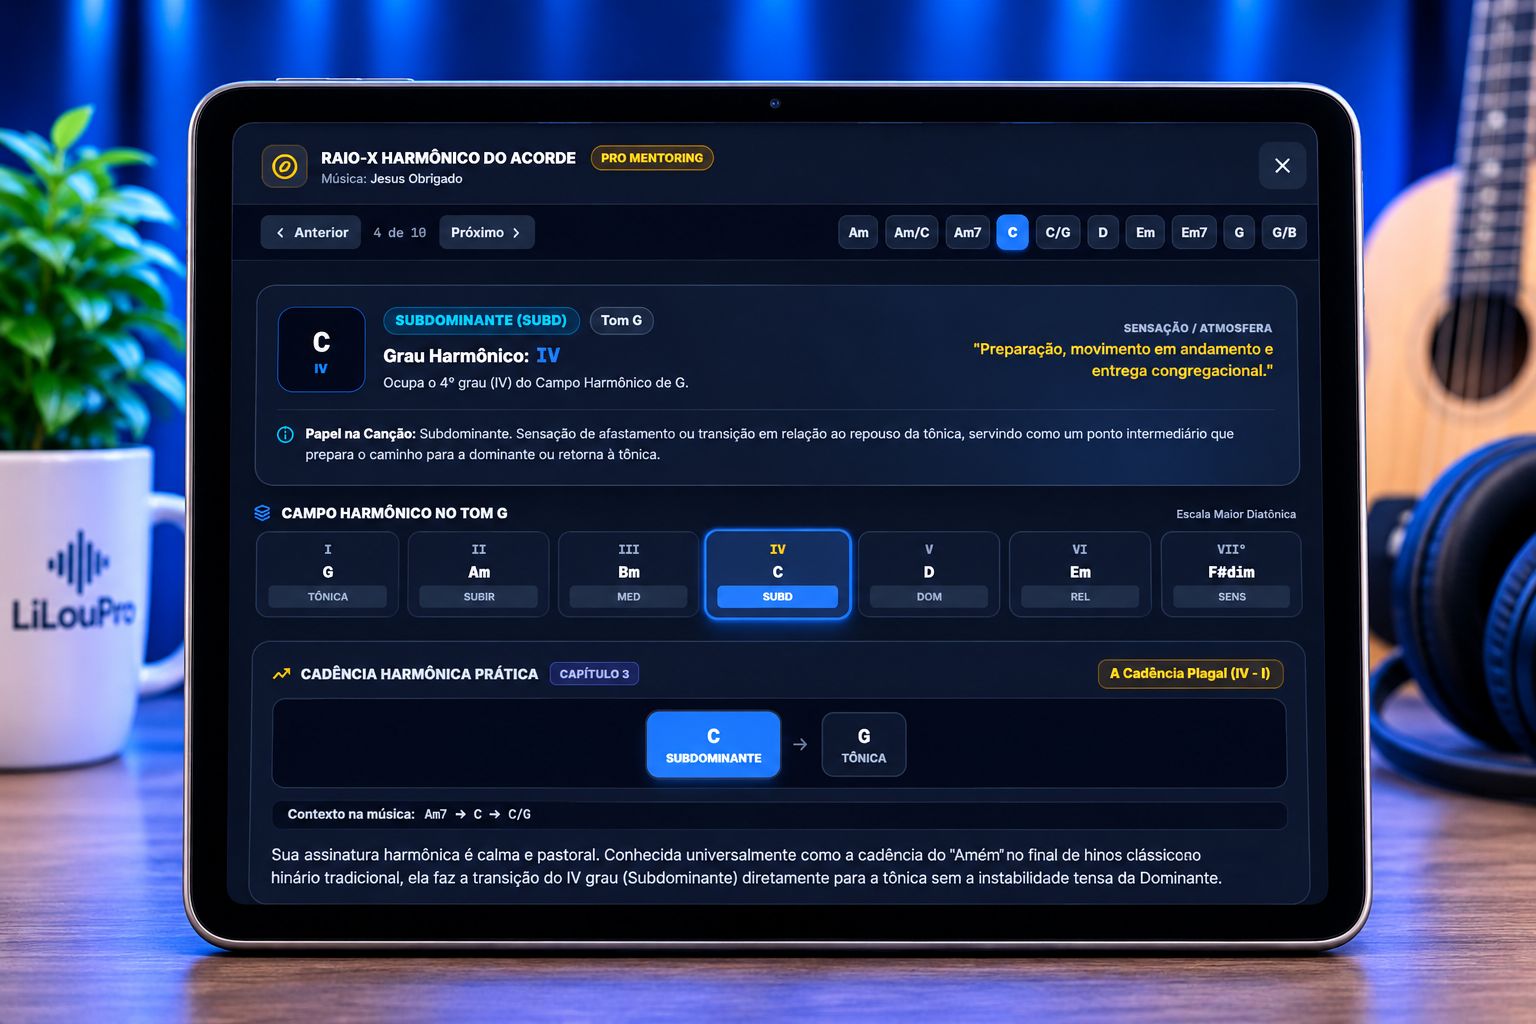 RAIO-X HARMÔNICO DO ACORDE
PRO MENTORING
Música: Jesus Obrigado
Anterior
4 de 10
Próximo
Am
Am/C
Am7
C
C/G
D
Em
Em7
G
G/B
C
IV
SUBDOMINANTE (SUBD)
Tom G
Grau Harmônico: IV
Ocupa o 4º grau (IV) do Campo Harmônico de G.
SENSAÇÃO / ATMOSFERA
"Preparação, movimento em andamento e
entrega congregacional."
Papel na Canção: Subdominante. Sensação de afastamento ou transição em relação ao repouso da tônica, servindo como um ponto intermediário que
prepara o caminho para a dominante ou retorna à tônica.
CAMPO HARMÔNICO NO TOM G
Escala Maior Diatônica
I
G
TÔNICA
II
Am
SUBIR
III
Bm
MED
IV
C
SUBD
V
D
DOM
VI
Em
REL
VII°
F#dim
SENS
CADÊNCIA HARMÔNICA PRÁTICA
CAPÍTULO 3
A Cadência Plagal (IV - I)
C
SUBDOMINANTE
→
G
TÔNICA
Contexto na música: Am7 → C → C/G
Sua assinatura harmônica é calma e pastoral. Conhecida universalmente como a cadência do "Amém" no final de hinos clássicono
hinário tradicional, ela faz a transição do IV grau (Subdominante) diretamente para a tônica sem a instabilidade tensa da Dominante.
LiLouPro